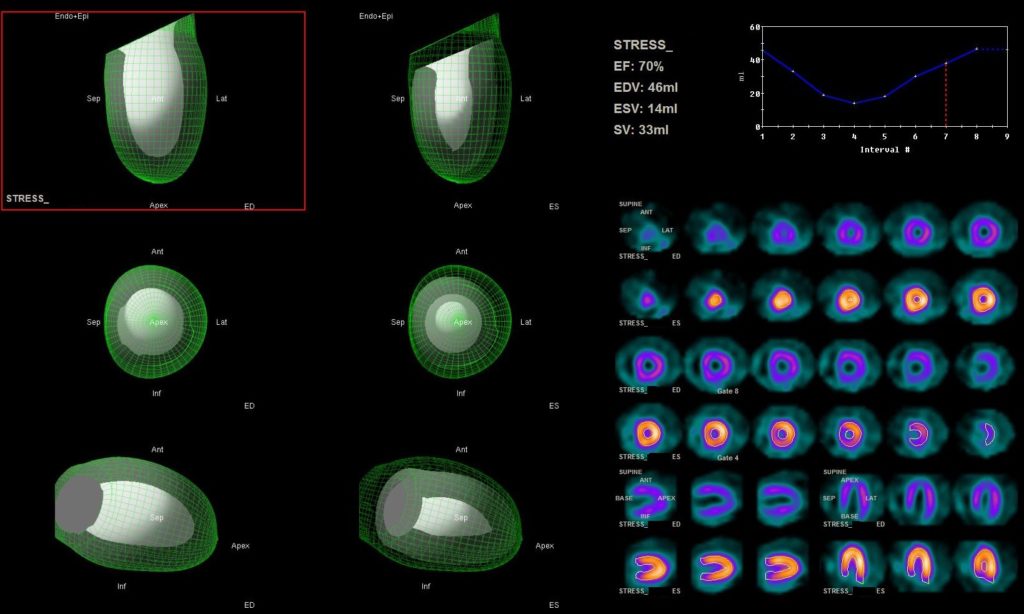 Endo+Epi
Sep
Ant
Lat
STRESS_
Apex
ED
Endo+Epi
Sep
Ant
Lat
Apex
ES
STRESS_
EF: 70%
EDV: 46ml
ESV: 14ml
SV: 33ml
60
40
20
0
ml
1 2 3 4 5 6 7 8 9
Interval #
Ant
Sep
Apex
Lat
Inf
ED
Ant
Sep
Apex
Lat
Inf
ES
Ant
Sep
Apex
Inf
ED
Ant
Sep
Apex
Inf
ES
SUPINE
ANT
SEP
LAT
INF
STRESS_
ED
STRESS_
ES
STRESS_
ED
Gate 8
STRESS_
ES
Gate 4
SUPINE
ANT
BASE
APEX
INF
STRESS_
ED
SUPINE
APEX
SEP
LAT
BASE
STRESS_
ED
STRESS_
ES
STRESS_
ES